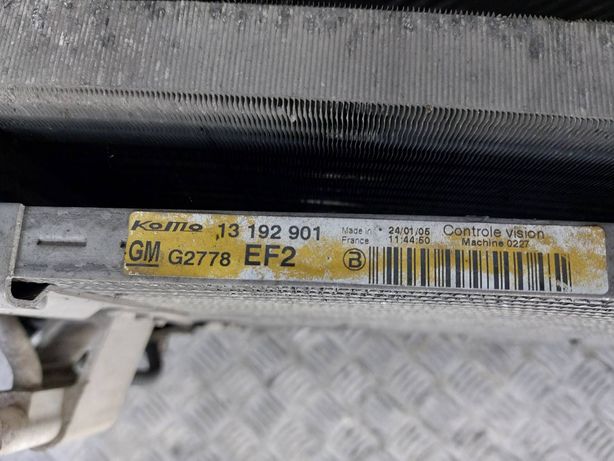 KOMO 13 192 901
GM G2778 EF2
Made in France
B
24/01/05
11:44:50
Controle vision
Machine 0227